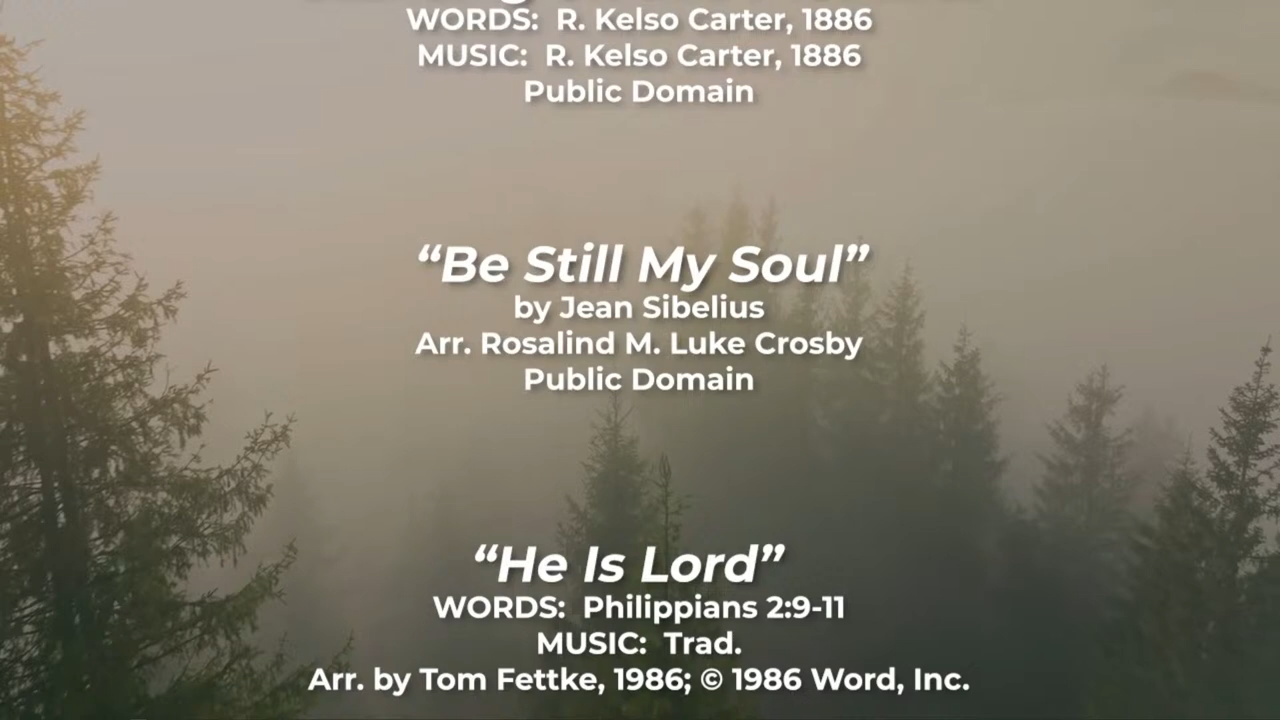 WORDS: R. Kelso Carter, 1886
MUSIC: R. Kelso Carter, 1886
Public Domain
“Be Still My Soul”
by Jean Sibelius
Arr. Rosalind M. Luke Crosby
Public Domain
“He Is Lord”
WORDS: Philippians 2:9-11
MUSIC: Trad.
Arr. by Tom Fettke, 1986; © 1986 Word, Inc.